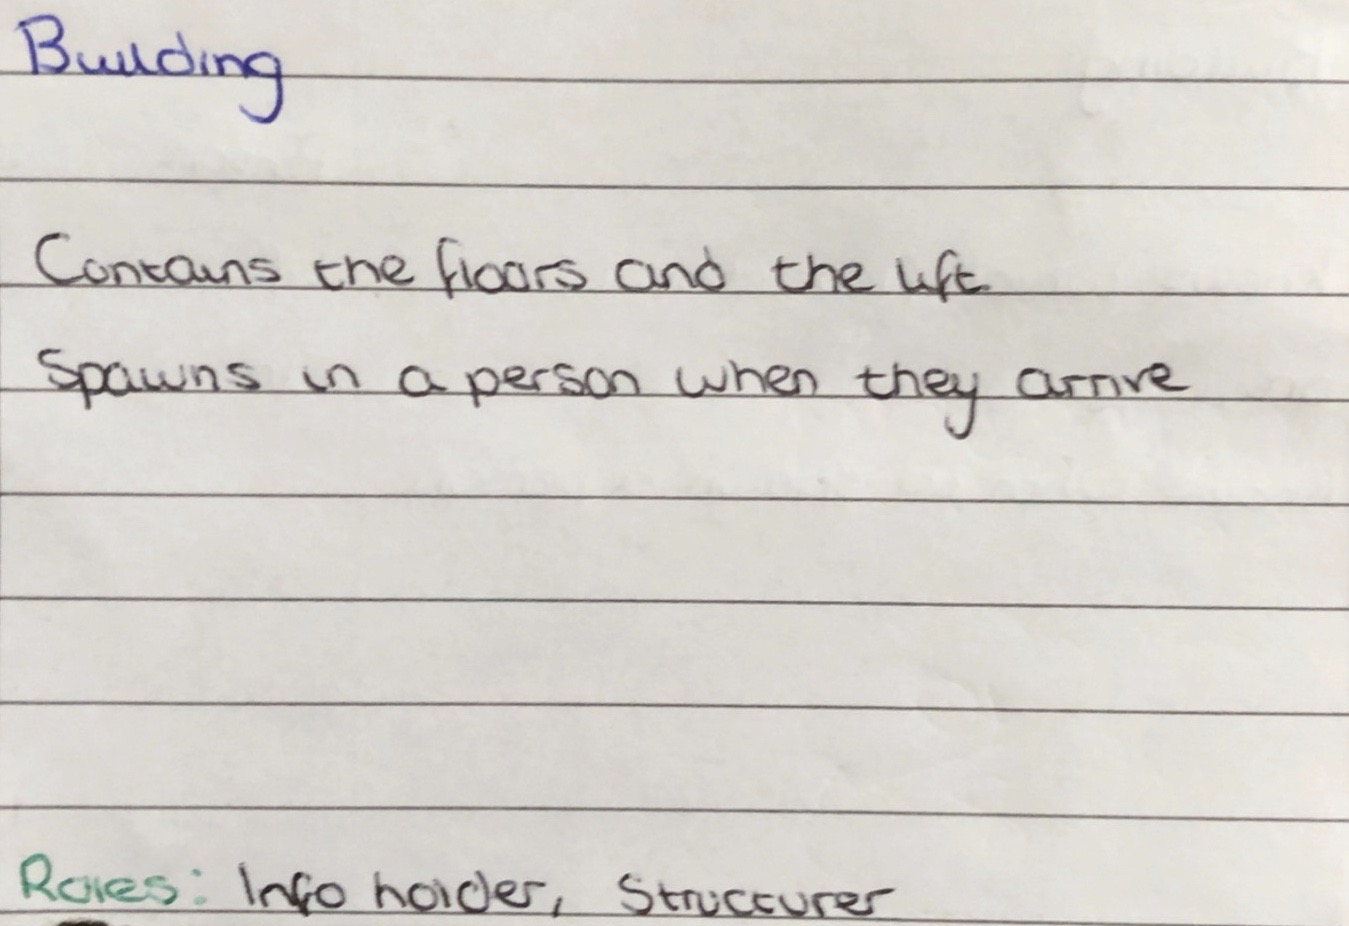 Building
Contains the floors and the lift
Spawns in a person when they arrive
Roles: Info holder, Structurer